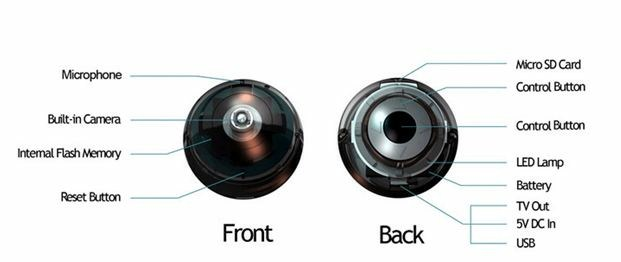 Microphone
Built-in Camera
Internal Flash Memory
Reset Button
Front
Micro SD Card
Control Button
Control Button
LED Lamp
Battery
TV Out
5V DC In
USB
Back